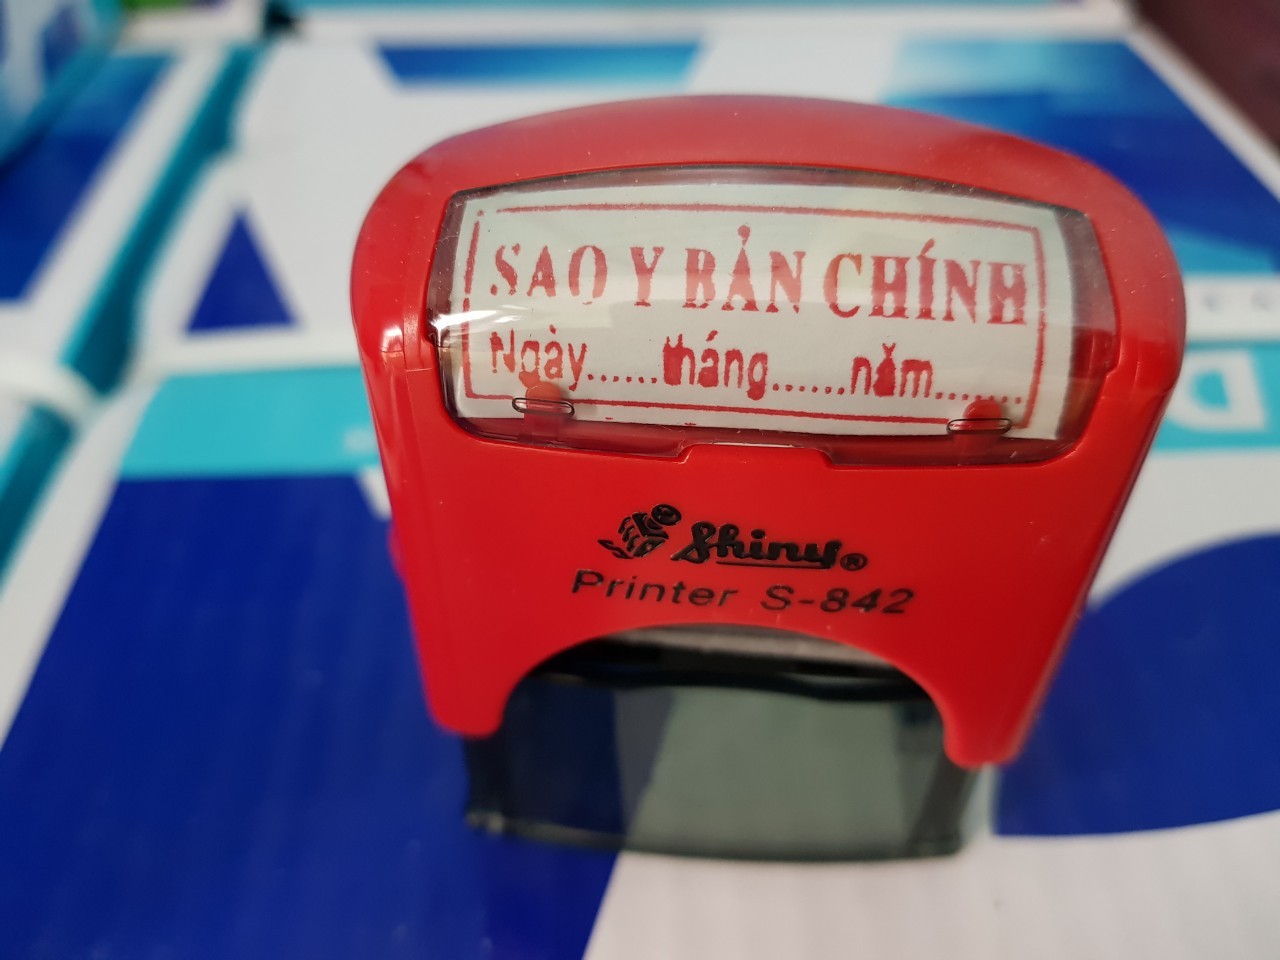 SAO Y BẢN CHÍNH
Ngày......tháng......năm.......
Shiny®
Printer S-842
D